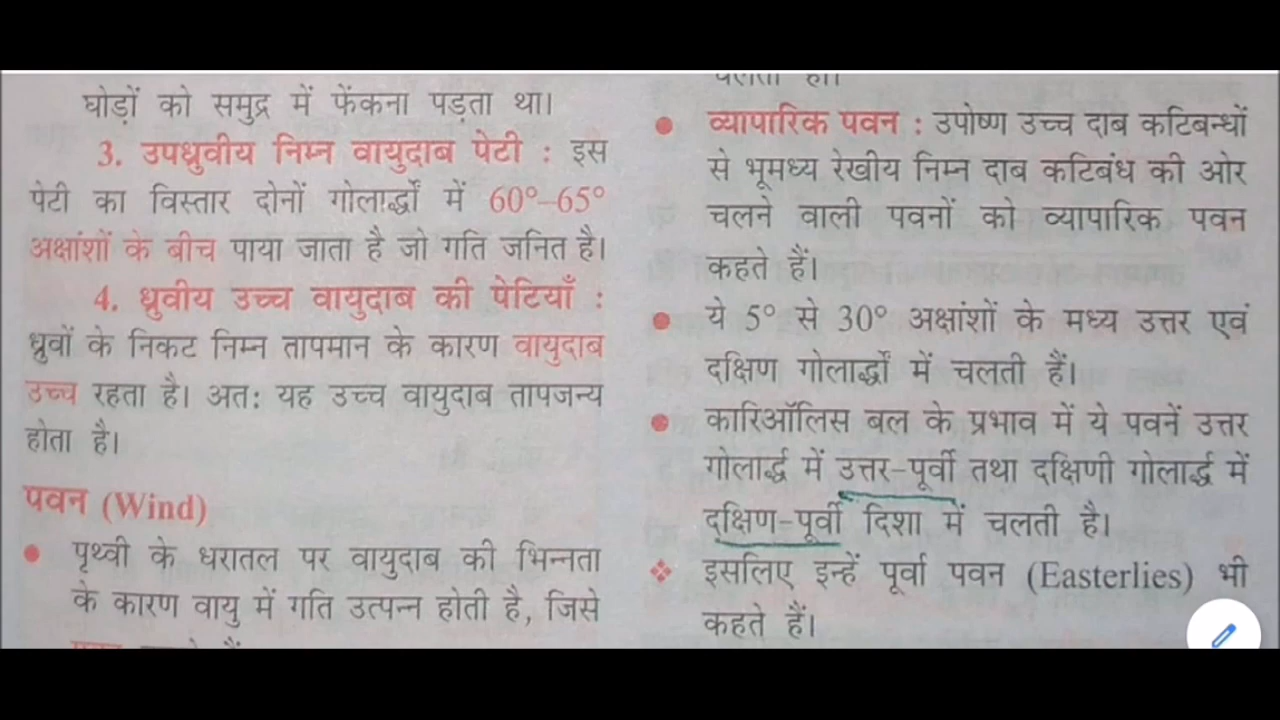 घोड़ों को समुद्र में फेंकना पड़ता था।
3. उपध्रुवीय निम्न वायुदाब पेटी : इस
पेटी का विस्तार दोनों गोलार्द्धों में 60°–65°
अक्षांशों के बीच पाया जाता है जो गति जनित है।
4. ध्रुवीय उच्च वायुदाब की पेटियाँ :
ध्रुवों के निकट निम्न तापमान के कारण वायुदाब
उच्च रहता है। अतः यह उच्च वायुदाब तापजन्य
होता है।
पवन (Wind)
● पृथ्वी के धरातल पर वायुदाब की भिन्नता
के कारण वायु में गति उत्पन्न होती है, जिसे
● व्यापारिक पवन : उपोष्ण उच्च दाब कटिबन्धों
से भूमध्य रेखीय निम्न दाब कटिबंध की ओर
चलने वाली पवनों को व्यापारिक पवन
कहते हैं।
● ये 5° से 30° अक्षांशों के मध्य उत्तर एवं
दक्षिण गोलार्द्धों में चलती हैं।
● कारिऑलिस बल के प्रभाव में ये पवनें उत्तर
गोलार्द्ध में उत्तर-पूर्वी तथा दक्षिणी गोलार्द्ध में
दक्षिण-पूर्वी दिशा में चलती है।
❖ इसलिए इन्हें पूर्वा पवन (Easterlies) भी
कहते हैं।